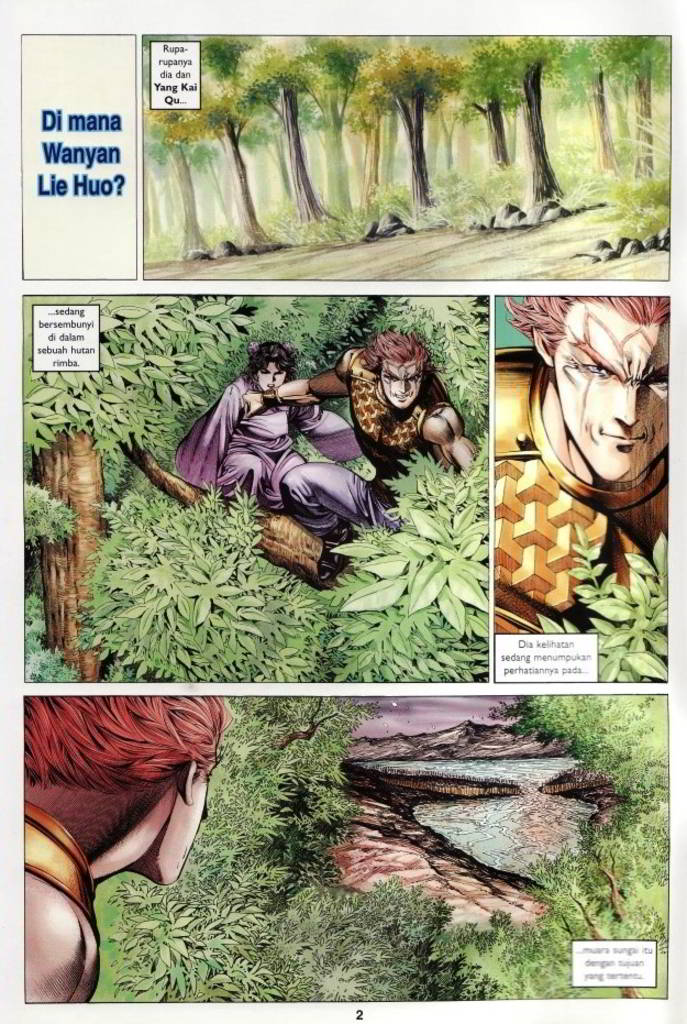 Di mana
Wanyan
Lie Huo?
Rupa-
rupanya
dia dan
Yang Kai
Qu...
...sedang
bersembunyi
di dalam
sebuah hutan
rimba.
Dia kelihatan
sedang menumpukan
perhatiannya pada...
...muara sungai itu
dengan tujuan
yang tertentu.
2